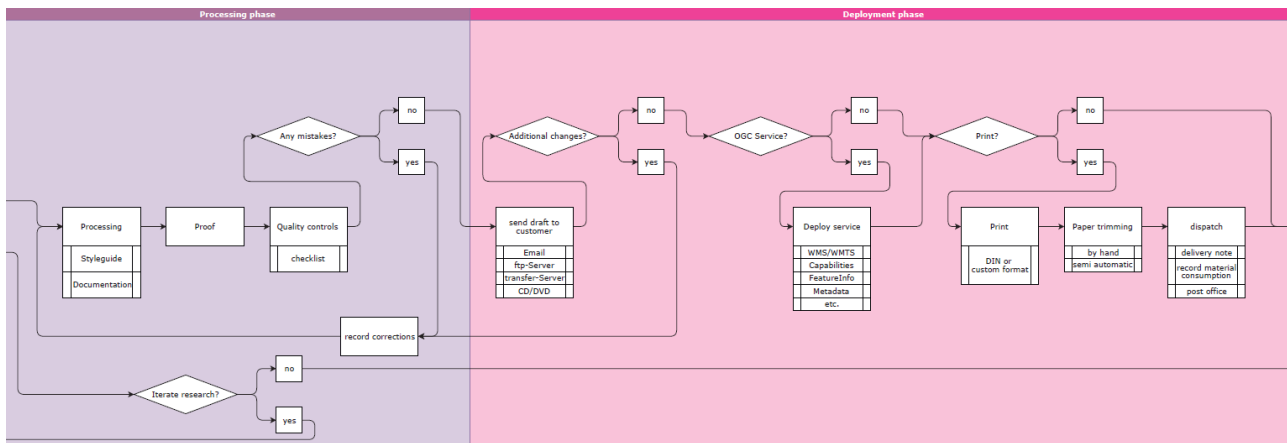 Processing phase
Deployment phase
no
no
no
no
Any mistakes?
Additional changes?
OGC Service?
Print?
yes
yes
yes
yes
Processing
Proof
Quality controls
send draft to
customer
Deploy service
Print
Paper trimming
dispatch
Styleguide
Documentation
checklist
Email
ftp-Server
transfer-Server
CD/DVD
WMS/WMTS
Capabilities
FeatureInfo
Metadata
etc.
DIN or
custom format
by hand
semi automatic
delivery note
record material
consumption
post office
record corrections
no
Iterate research?
yes